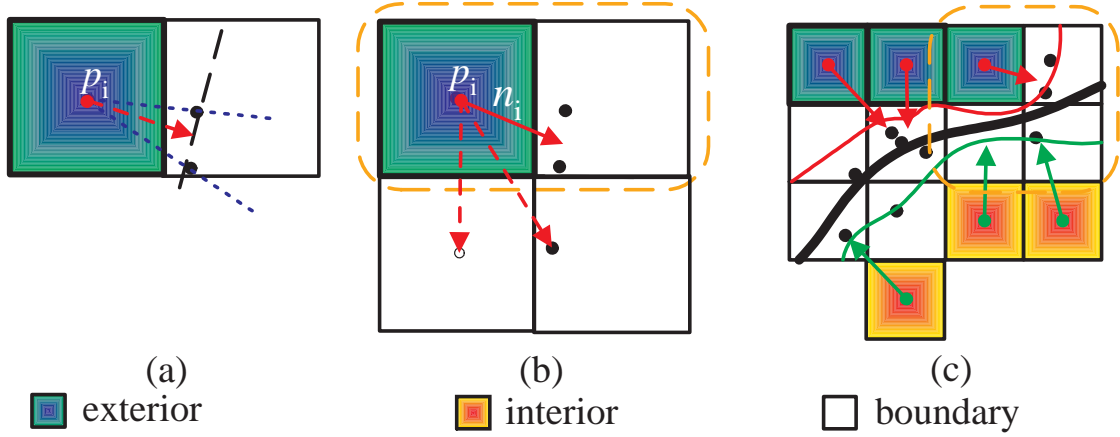 pi
pi
ni
(a) (b) (c)
exterior interior boundary